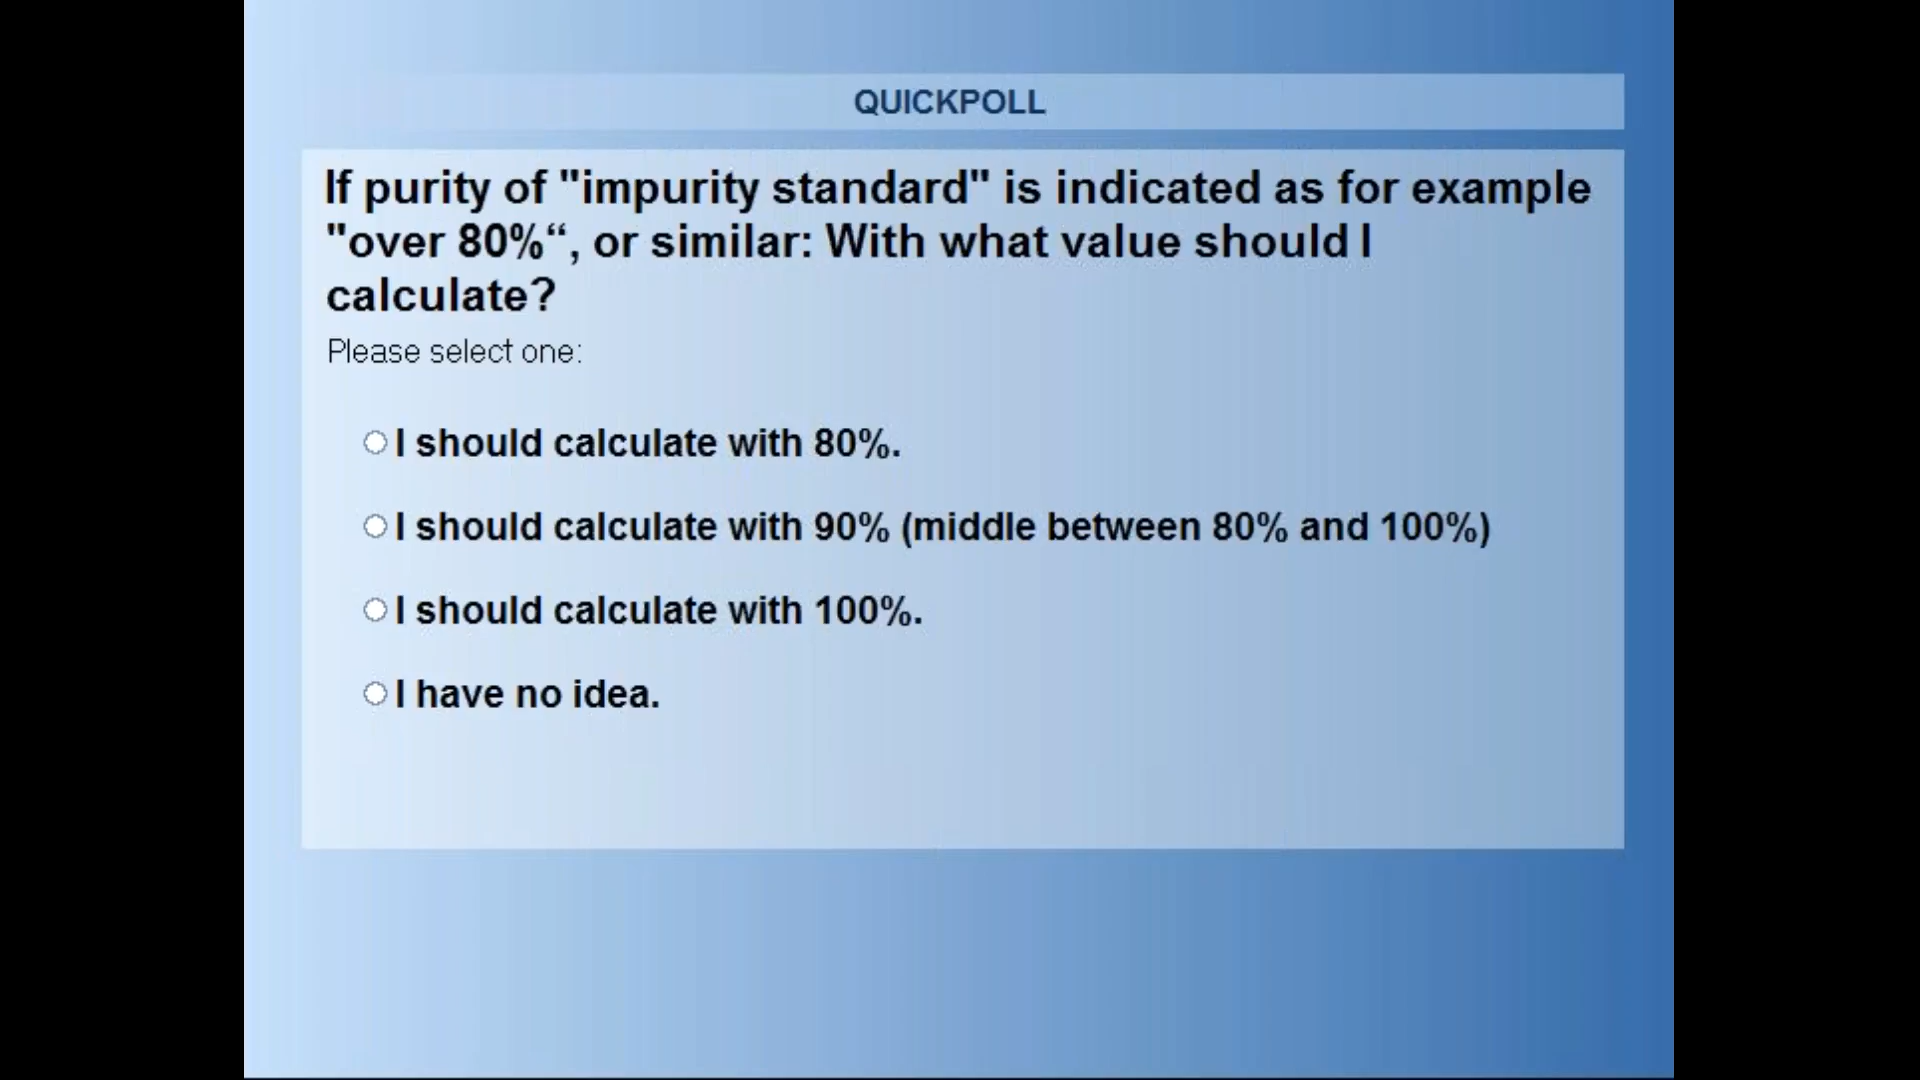 QUICKPOLL
If purity of "impurity standard" is indicated as for example
"over 80%“, or similar: With what value should I
calculate?
Please select one:
I should calculate with 80%.
I should calculate with 90% (middle between 80% and 100%)
I should calculate with 100%.
I have no idea.